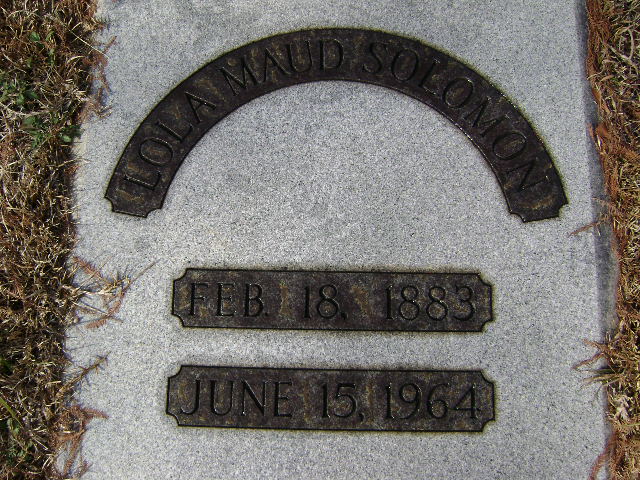 LOLA MAUD SOLOMON
FEB. 18, 1883
JUNE 15, 1964